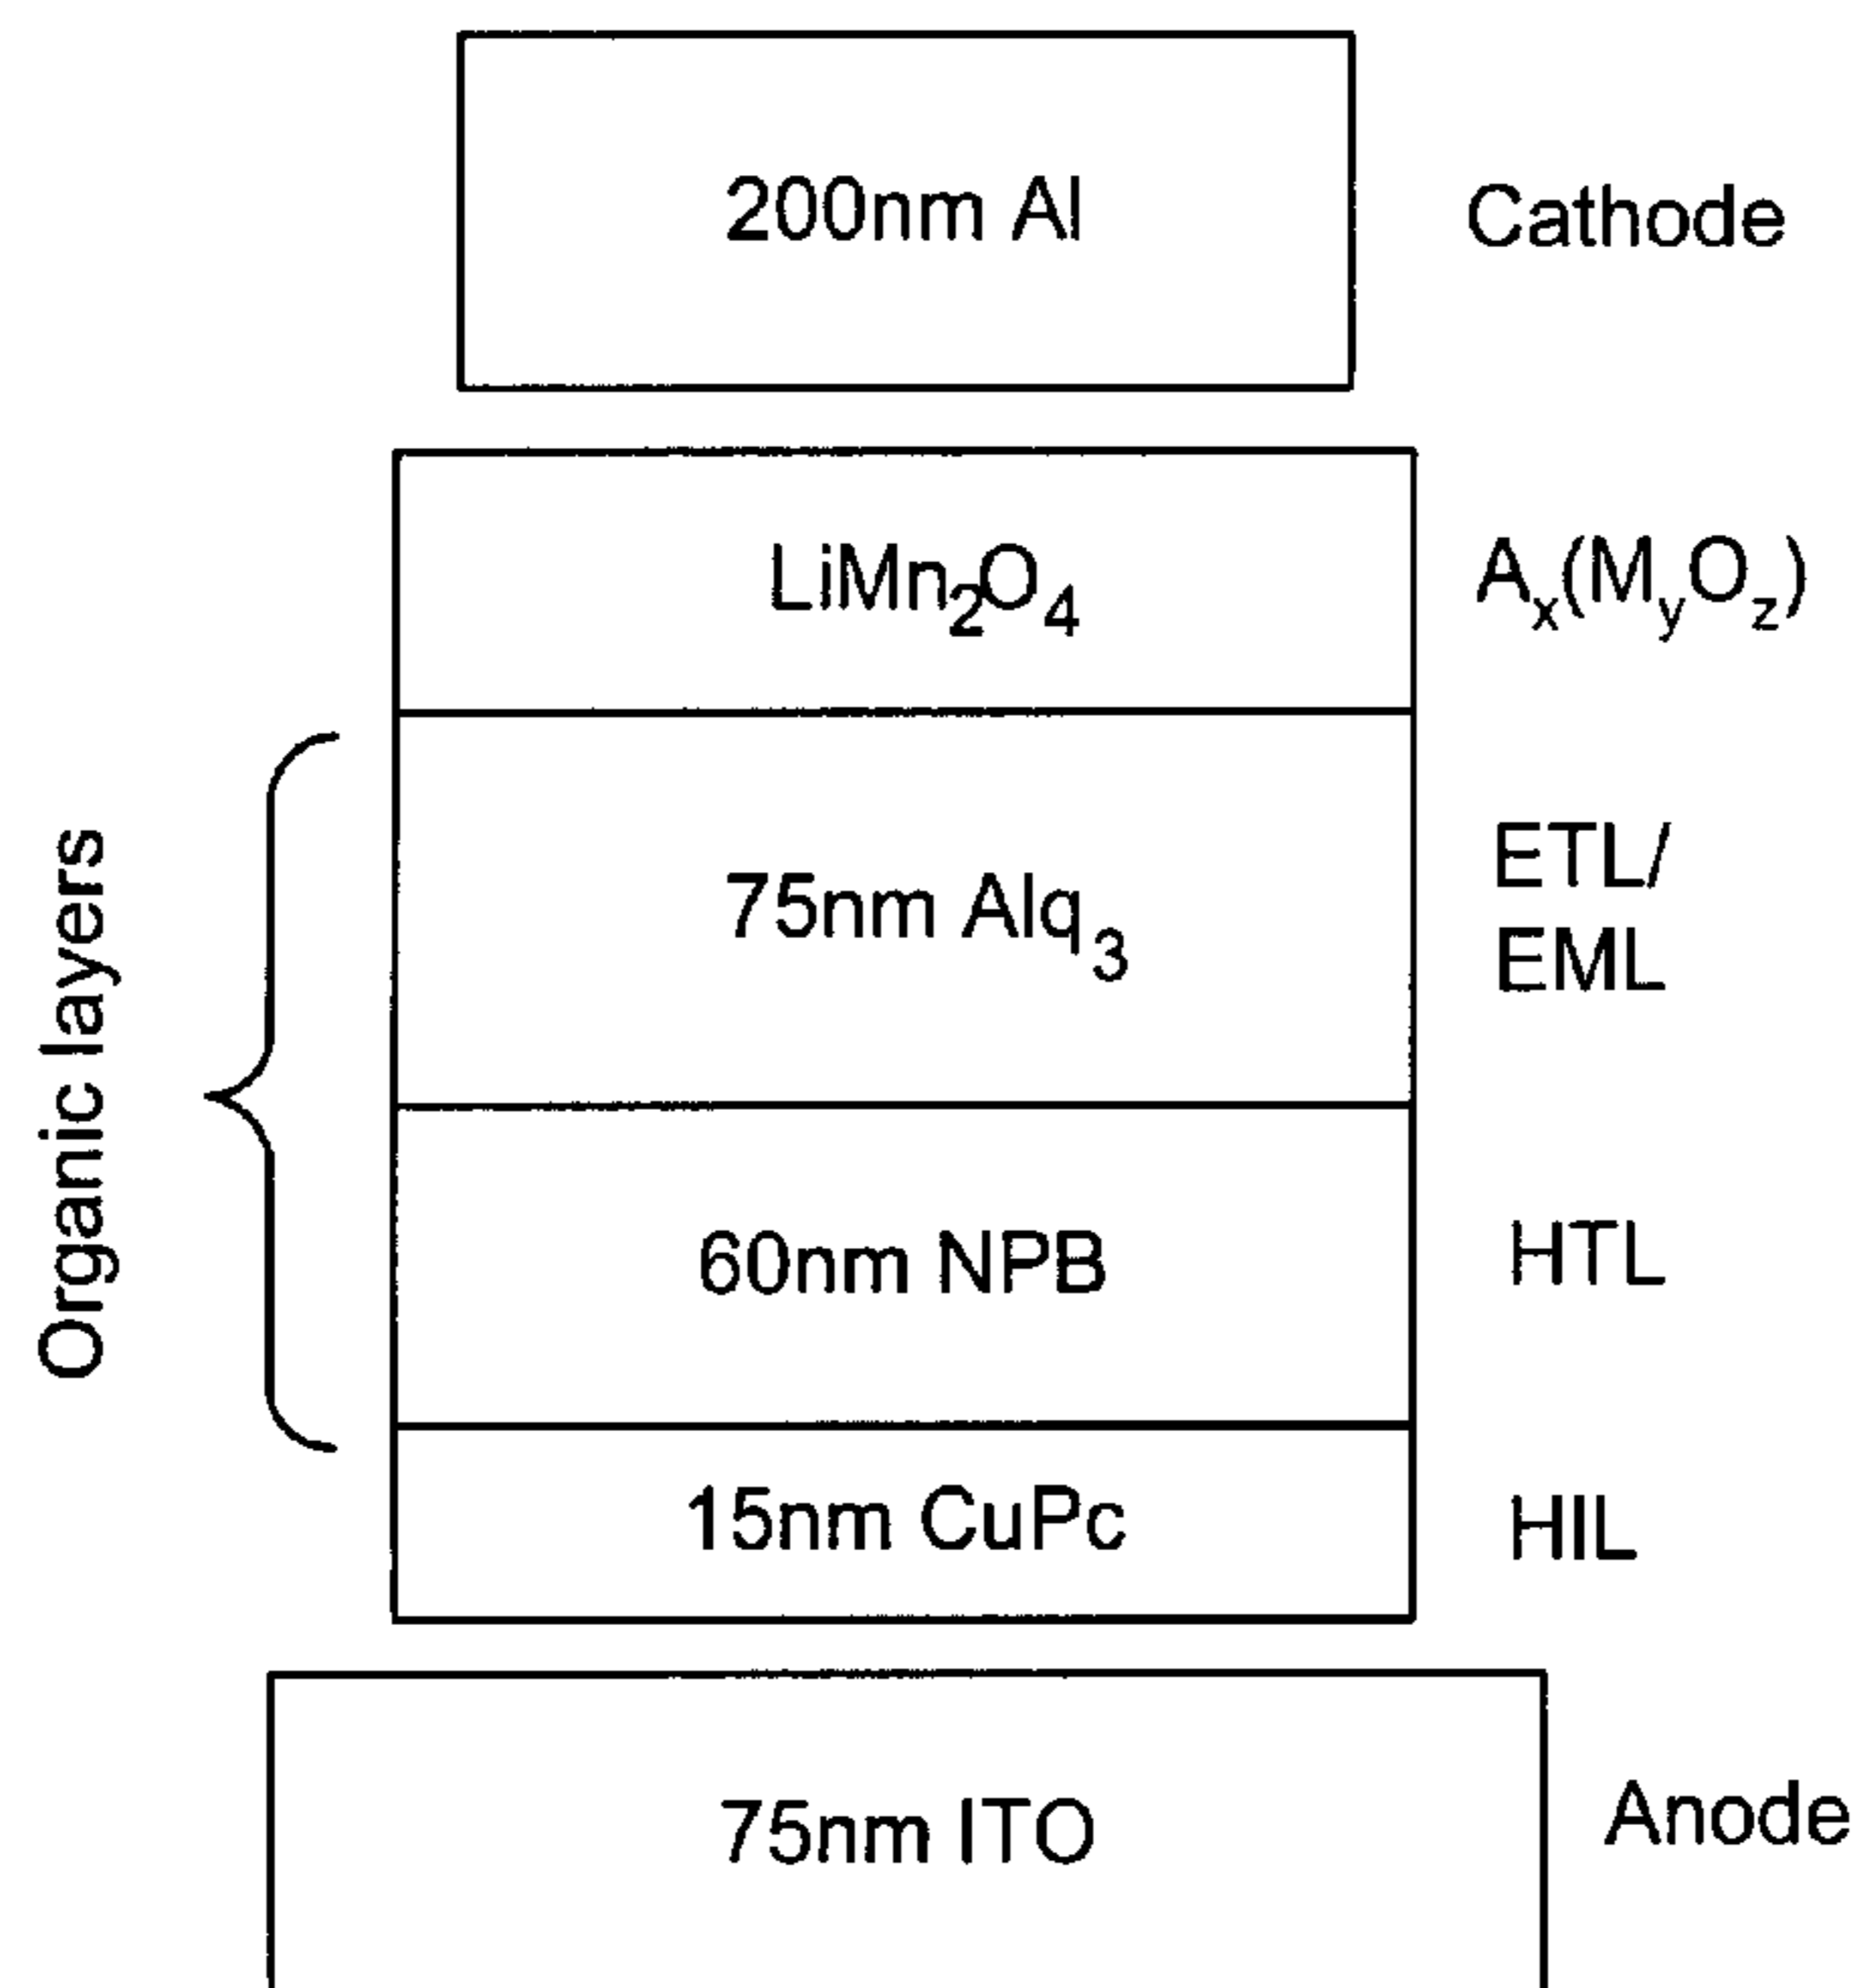 200nm Al
Cathode
LiMn₂O₄
Aₓ(MᵧO_z)
Organic layers
75nm Alq₃
ETL/
EML
60nm NPB
HTL
15nm CuPc
HIL
75nm ITO
Anode